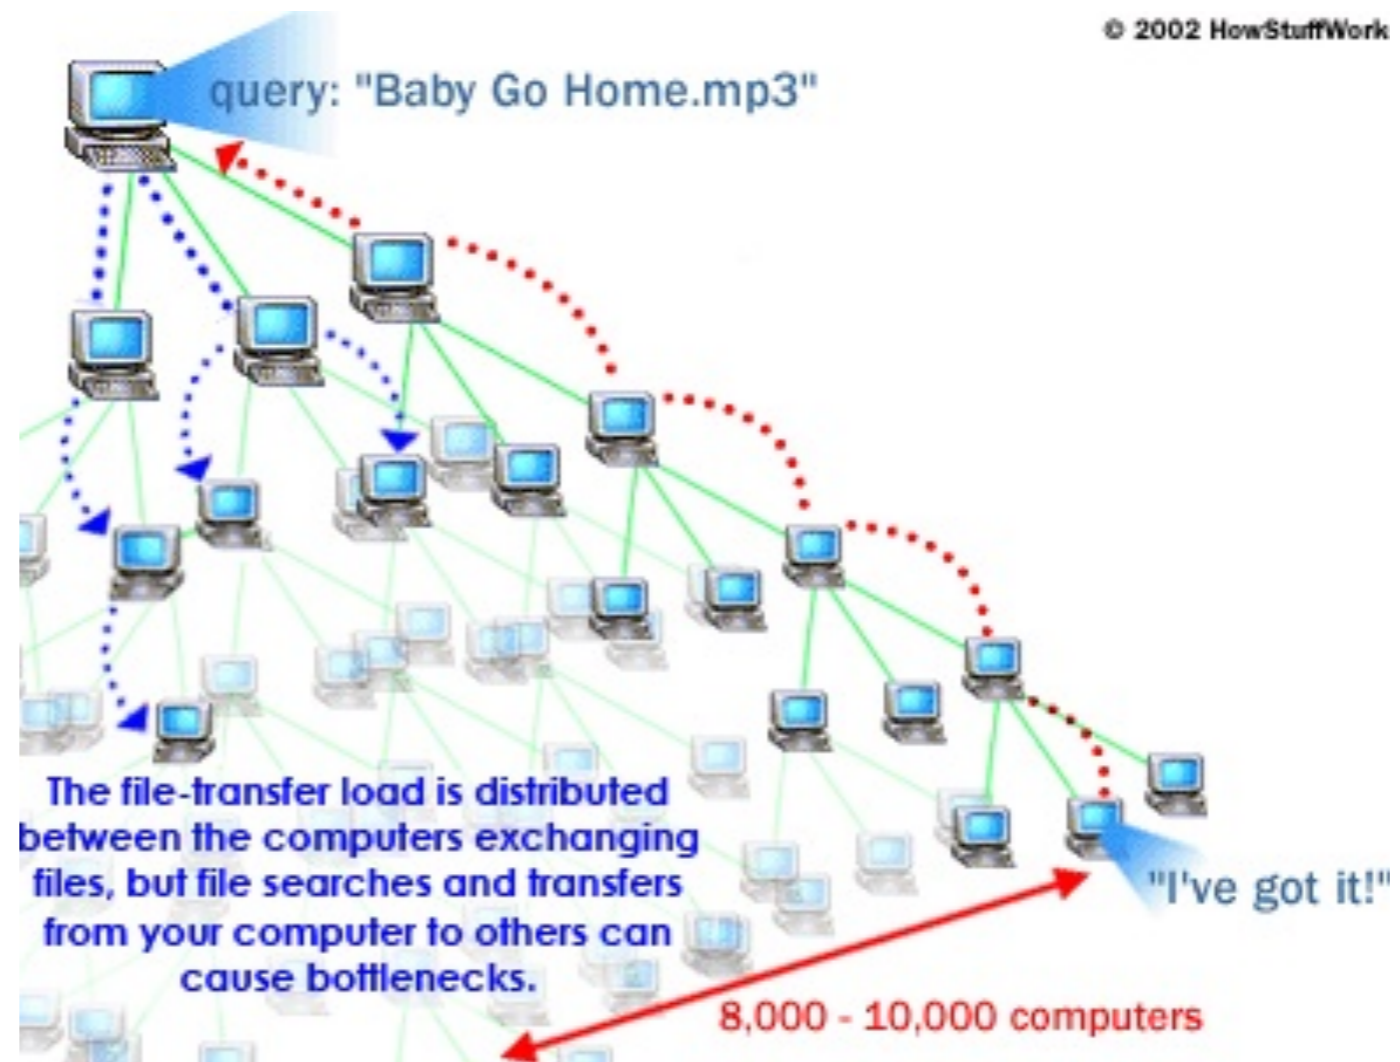 © 2002 HowStuffWork
query: "Baby Go Home.mp3"
The file-transfer load is distributed
between the computers exchanging
files, but file searches and transfers
from your computer to others can
cause bottlenecks.
"I've got it!"
8,000 - 10,000 computers